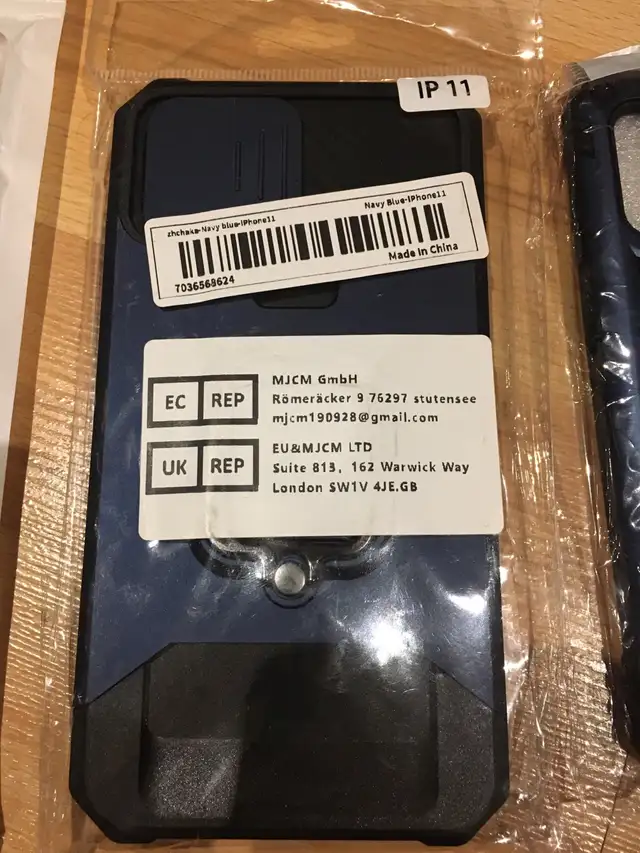 IP 11
zhchaka-Navy blue-IPhone11
Navy Blue-IPhone11
Made In China
7036568624
EC REP
MJCM GmbH
Römeräcker 9 76297 stutensee
mjcm190928@gmail.com
UK REP
EU&MJCM LTD
Suite 813, 162 Warwick Way
London SW1V 4JE.GB